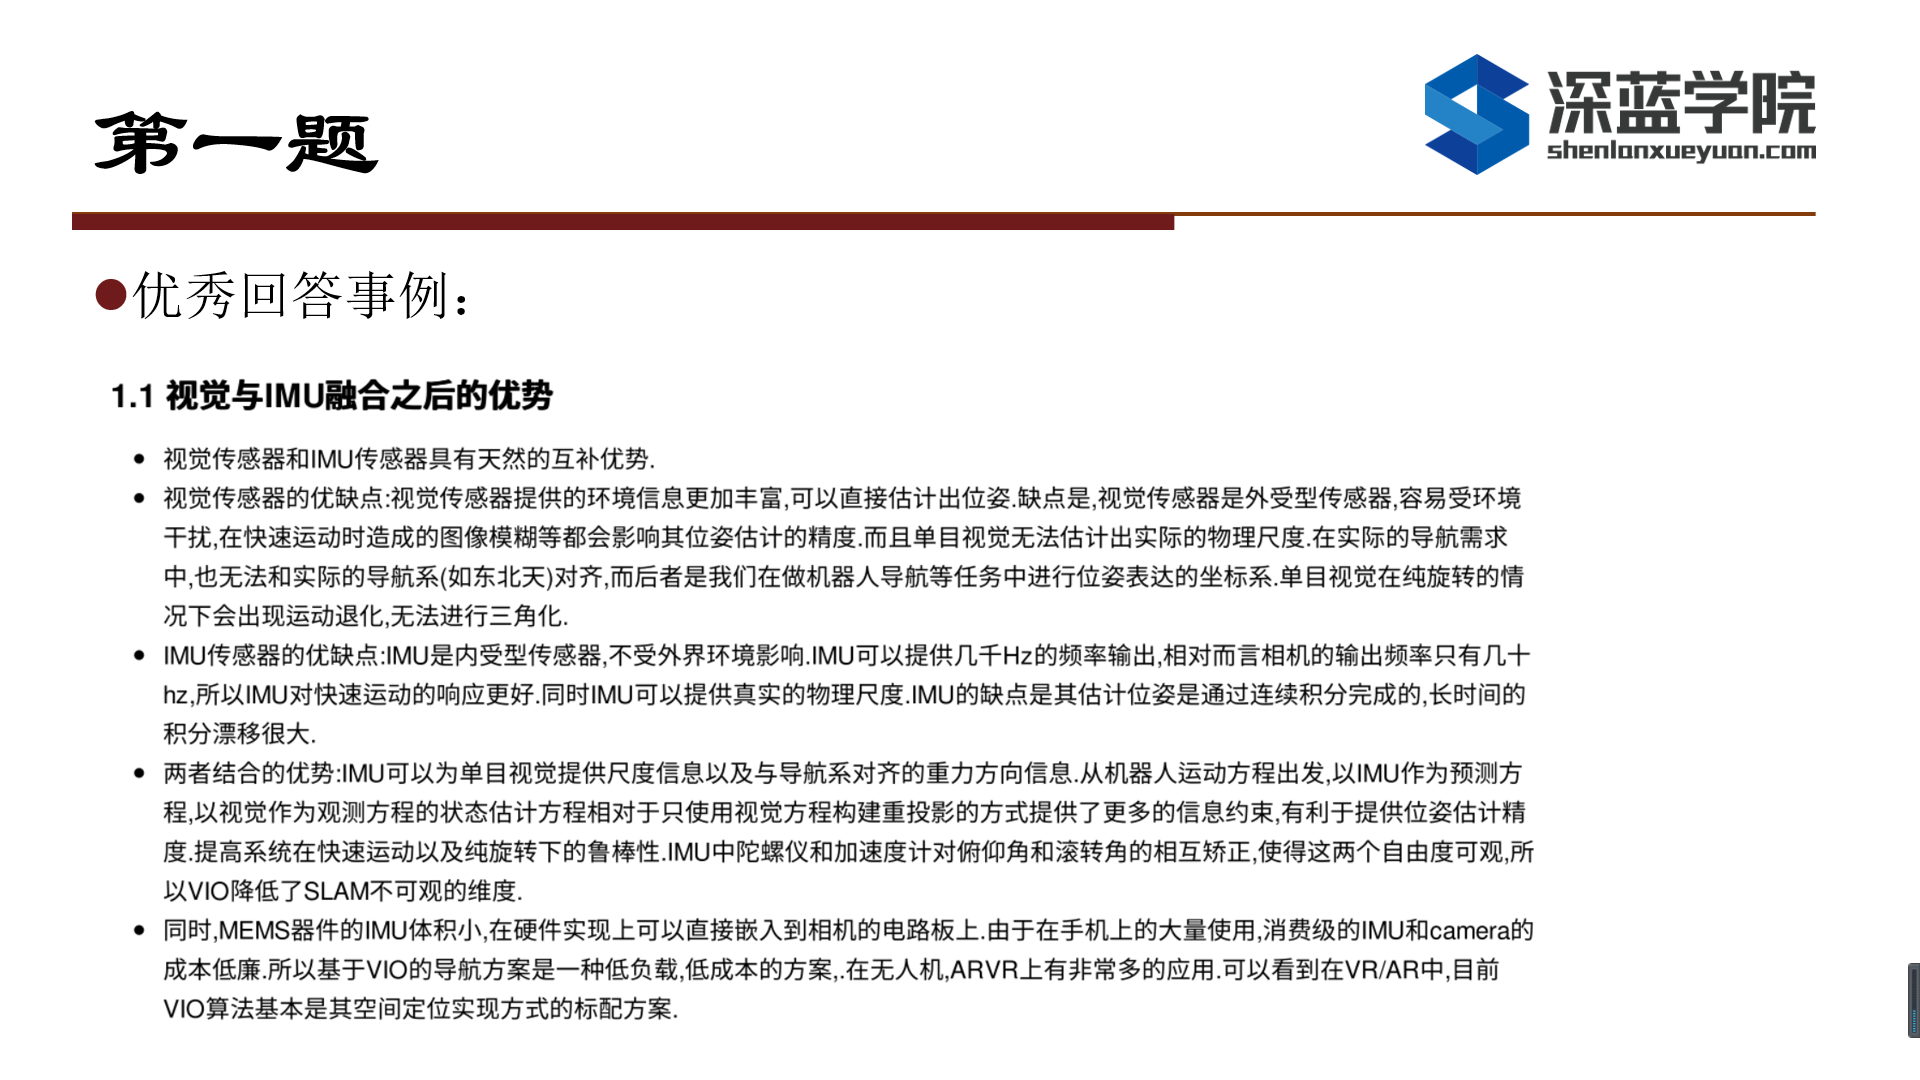 第一题
深蓝学院
shenlanxueyuan.com
●优秀回答事例：
1.1 视觉与IMU融合之后的优势
• 视觉传感器和IMU传感器具有天然的互补优势.
• 视觉传感器的优缺点:视觉传感器提供的环境信息更加丰富,可以直接估计出位姿.缺点是,视觉传感器是外受型传感器,容易受环境
干扰,在快速运动时造成的图像模糊等都会影响其位姿估计的精度.而且单目视觉无法估计出实际的物理尺度.在实际的导航需求
中,也无法和实际的导航系(如东北天)对齐,而后者是我们在做机器人导航等任务中进行位姿表达的坐标系.单目视觉在纯旋转的情
况下会出现运动退化,无法进行三角化.
• IMU传感器的优缺点:IMU是内受型传感器,不受外界环境影响.IMU可以提供几千Hz的频率输出,相对而言相机的输出频率只有几十
hz,所以IMU对快速运动的响应更好.同时IMU可以提供真实的物理尺度.IMU的缺点是其估计位姿是通过连续积分完成的,长时间的
积分漂移很大.
• 两者结合的优势:IMU可以为单目视觉提供尺度信息以及与导航系对齐的重力方向信息.从机器人运动方程出发,以IMU作为预测方
程,以视觉作为观测方程的状态估计方程相对于只使用视觉方程构建重投影的方式提供了更多的信息约束,有利于提供位姿估计精
度.提高系统在快速运动以及纯旋转下的鲁棒性.IMU中陀螺仪和加速度计对俯仰角和滚转角的相互矫正,使得这两个自由度可观,所
以VIO降低了SLAM不可观的维度.
• 同时,MEMS器件的IMU体积小,在硬件实现上可以直接嵌入到相机的电路板上.由于在手机上的大量使用,消费级的IMU和camera的
成本低廉.所以基于VIO的导航方案是一种低负载,低成本的方案,.在无人机,ARVR上有非常多的应用.可以看到在VR/AR中,目前
VIO算法基本是其空间定位实现方式的标配方案.